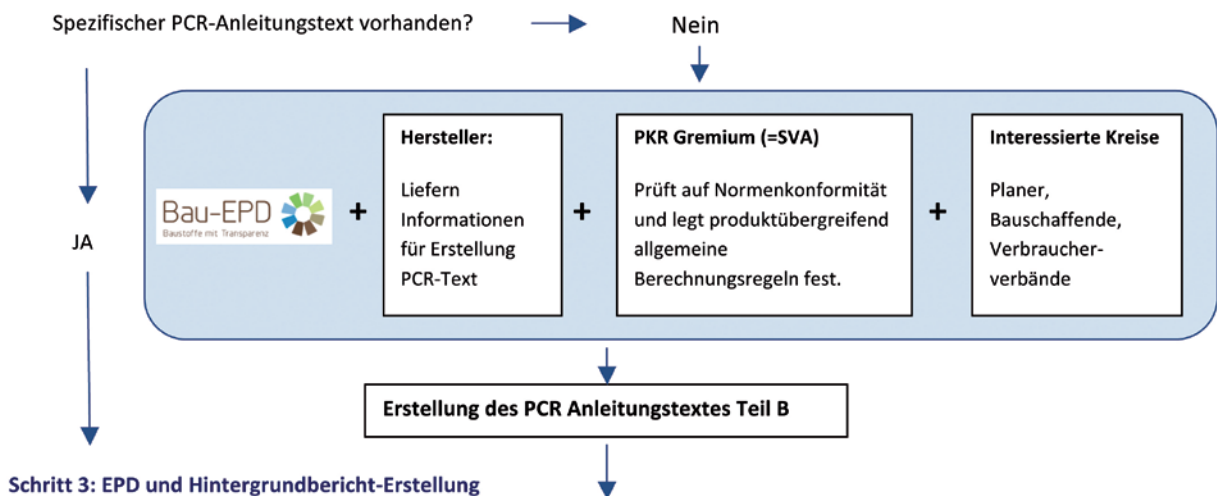 Spezifischer PCR-Anleitungstext vorhanden?
Nein
JA
Bau-EPD
Baustoffe mit Transparenz
+
Hersteller:
Liefern
Informationen
für Erstellung
PCR-Text
+
PKR Gremium (=SVA)
Prüft auf Normenkonformität
und legt produktübergreifend
allgemeine
Berechnungsregeln fest.
+
Interessierte Kreise
Planer,
Bauschaffende,
Verbraucher-
verbände
Erstellung des PCR Anleitungstextes Teil B
Schritt 3: EPD und Hintergrundbericht-Erstellung